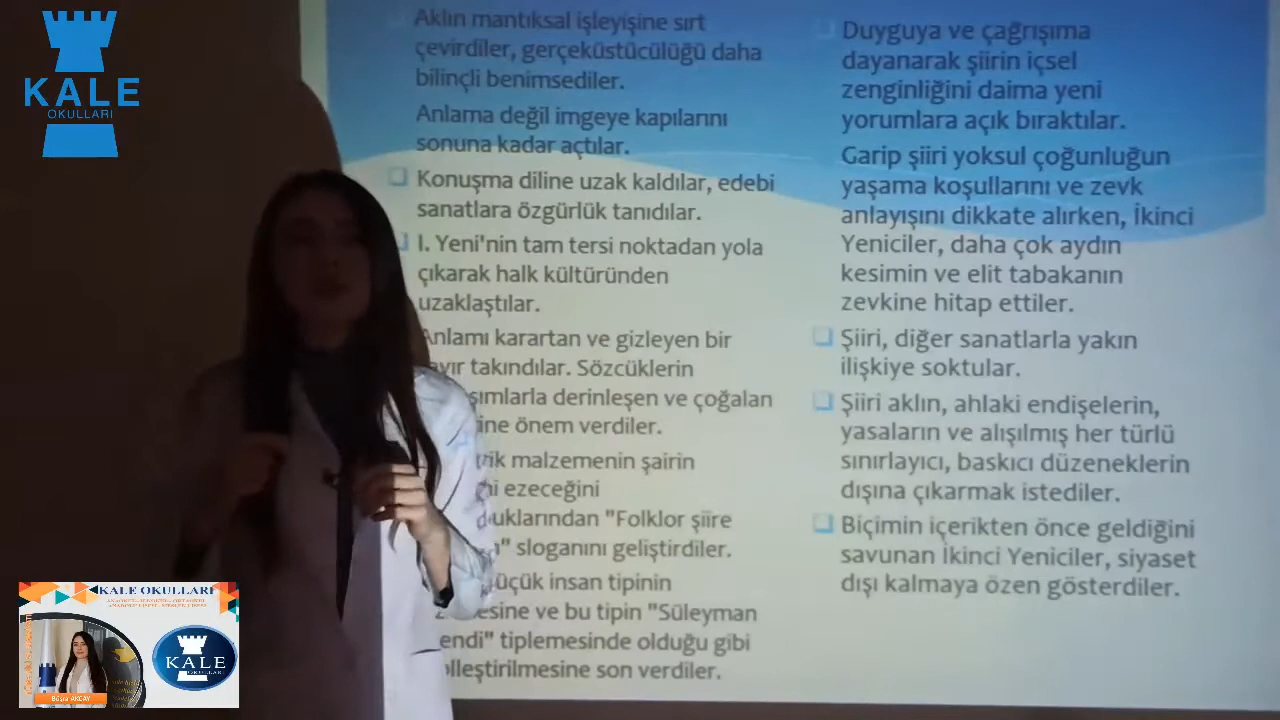 KALE
OKULLARI
Aklın mantıksal işleyişine sırt
çevirdiler, gerçeküstücülüğü daha
bilinçli benimsediler.
Anlama değil imgeye kapılarını
sonuna kadar açtılar.
Konuşma diline uzak kaldılar, edebi
sanatlara özgürlük tanıdılar.
I. Yeni'nin tam tersi noktadan yola
çıkarak halk kültüründen
uzaklaştılar.
Anlamı karartan ve gizleyen bir
takındılar. Sözcüklerin
derinleşen ve çoğalan
önem verdiler.
malzemenin şairin
ezeceğini
"Folklor şiire
sloganını geliştirdiler.
insan tipinin
ve bu tipin "Süleyman
tiplemesinde olduğu gibi
son verdiler.
Duyguya ve çağrışıma
dayanarak şiirin içsel
zenginliğini daima yeni
yorumlara açık bıraktılar.
Garip şiiri yoksul çoğunluğun
yaşama koşullarını ve zevk
anlayışını dikkate alırken, İkinci
Yeniciler, daha çok aydın
kesimin ve elit tabakanın
zevkine hitap ettiler.
Şiiri, diğer sanatlarla yakın
ilişkiye soktular.
Şiiri aklın, ahlaki endişelerin,
yasaların ve alışılmış her türlü
sınırlayıcı, baskıcı düzeneklerin
dışına çıkarmak istediler.
Biçimin içerikten önce geldiğini
savunan İkinci Yeniciler, siyaset
dışı kalmaya özen gösterdiler.
KALE OKULLARI
KALE
OKULLARI
Büşra AKÇAY